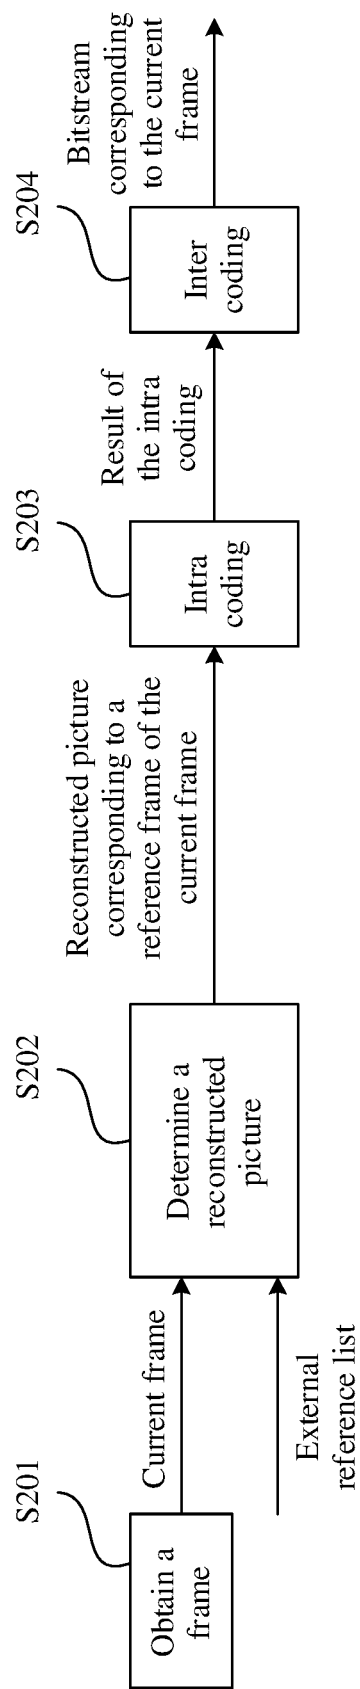 S201
Obtain a
frame
Current frame
External
reference list
S202
Determine a
reconstructed
picture
Reconstructed picture
corresponding to a
reference frame of the
current frame
S203
Intra
coding
Result of
the intra
coding
S204
Inter
coding
Bitstream
corresponding
to the current
frame